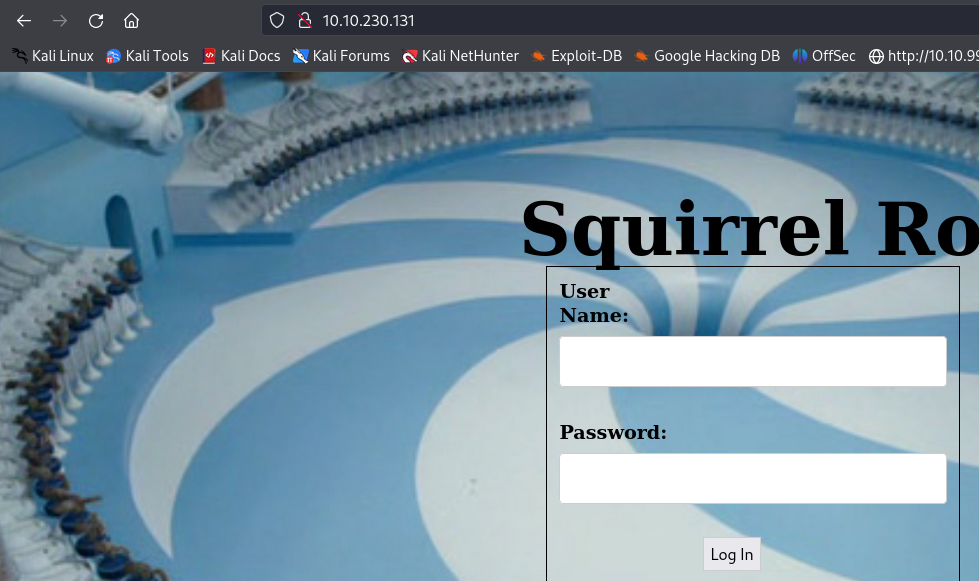 10.10.230.131
Kali Linux Kali Tools Kali Docs Kali Forums Kali NetHunter Exploit-DB Google Hacking DB OffSec http://10.10.99
Squirrel Ro
User
Name:
Password:
Log In